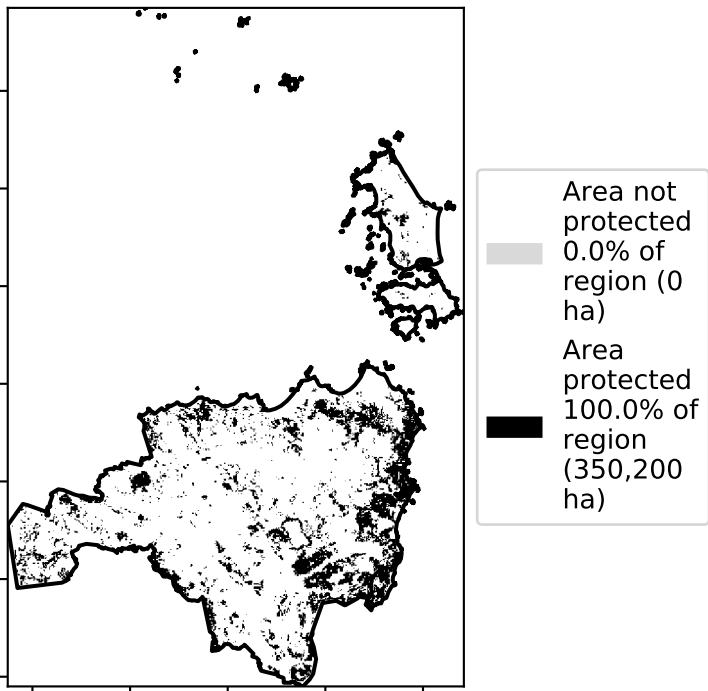 Area not
protected
0.0% of
region (0
ha)
Area
protected
100.0% of
region
(350,200
ha)